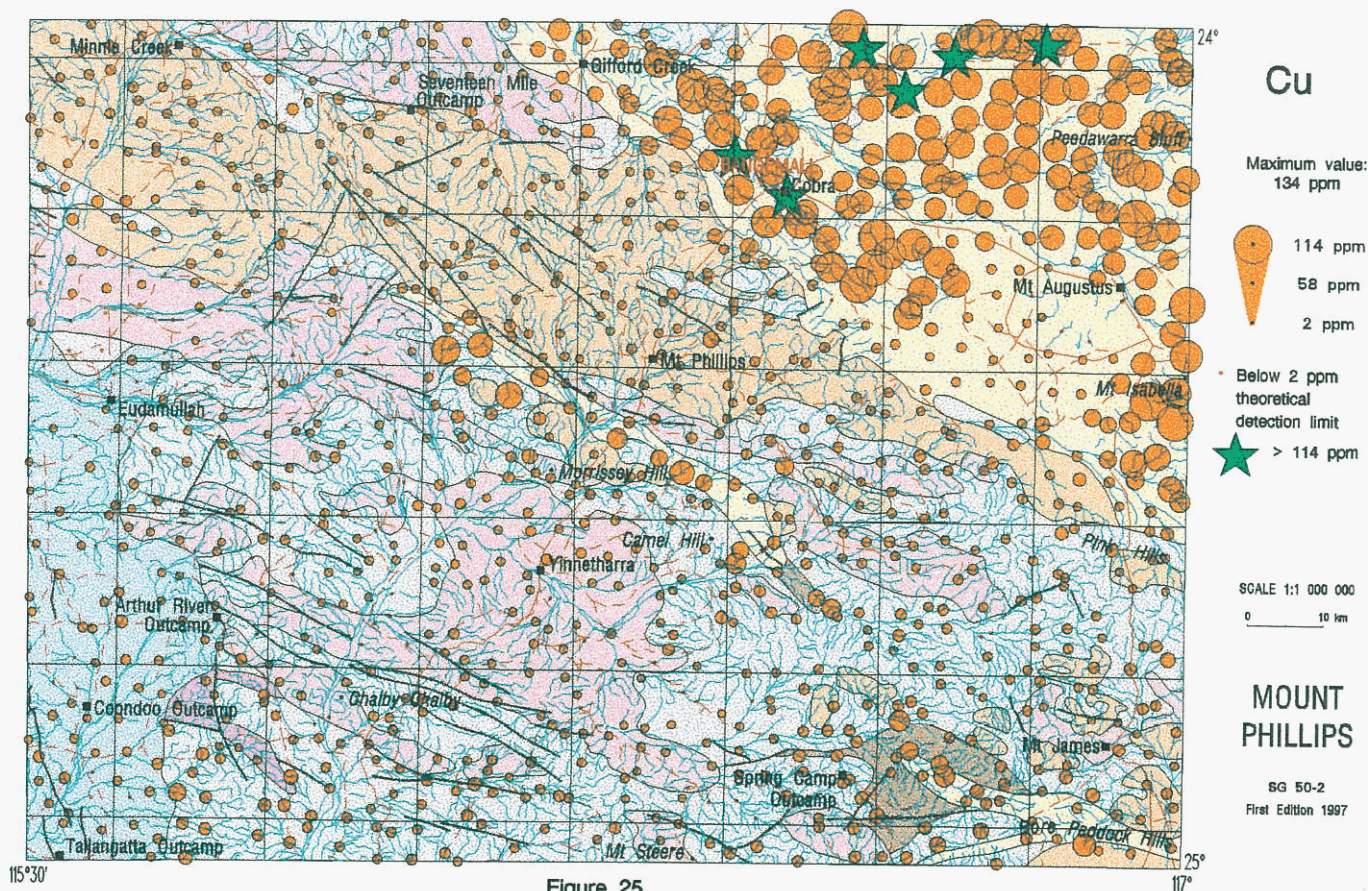 24°
Minnie Creek
Gifford Creek
Seventeen Mile
Outcamp
Peedawarra Bluff
Cobra
Mt Augustus
Mt Phillips
Mt Isabella
Eudamullah
Morrissey Hill
Camel Hill
Pink Hills
Yinnetharra
Arthur River
Outcamp
Chalby Chalby
Coondoo Outcamp
Mt James
Spring Camp
Outcamp
Bore Paddock Hills
Tallangatta Outcamp
Mt Steere
25°
115°30'
117°
Figure 25
Cu
Maximum value:
134 ppm
114 ppm
58 ppm
2 ppm
Below 2 ppm
theoretical
detection limit
> 114 ppm
SCALE 1:1 000 000
0 10 km
MOUNT
PHILLIPS
SG 50-2
First Edition 1997